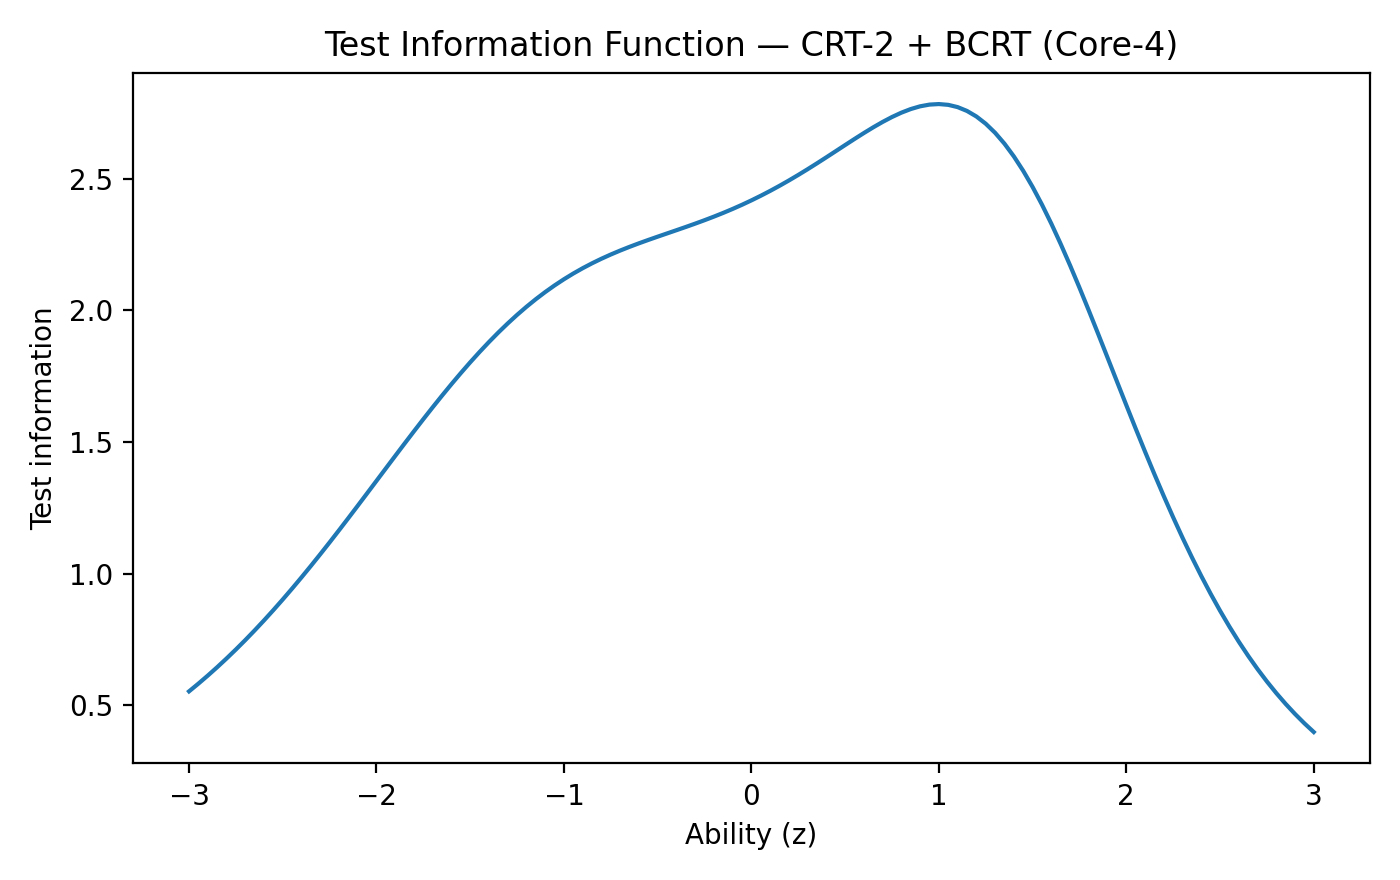 Test Information Function — CRT-2 + BCRT (Core-4)
Test information
2.5
2.0
1.5
1.0
0.5
−3 −2 −1 0 1 2 3
Ability (z)